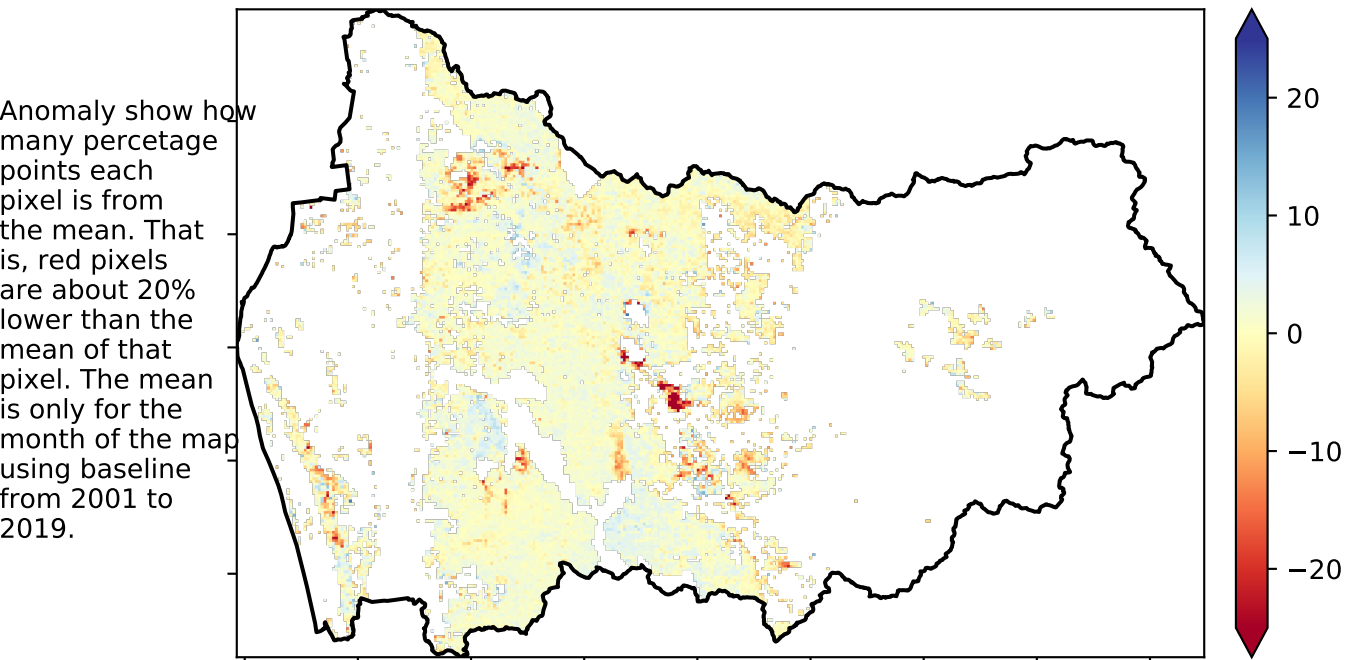 Anomaly show how
many percetage
points each
pixel is from
the mean. That
is, red pixels
are about 20%
lower than the
mean of that
pixel. The mean
is only for the
month of the map
using baseline
from 2001 to
2019.
20
10
0
−10
−20